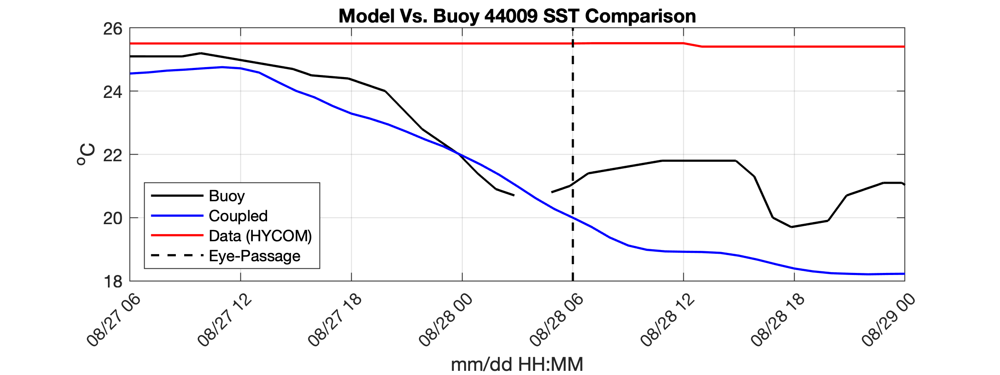 Model Vs. Buoy 44009 SST Comparison
26
24
22
20
18
ºC
Buoy
Coupled
Data (HYCOM)
Eye-Passage
08/27 06
08/27 12
08/27 18
08/28 00
08/28 06
08/28 12
08/28 18
08/29 00
mm/dd HH:MM